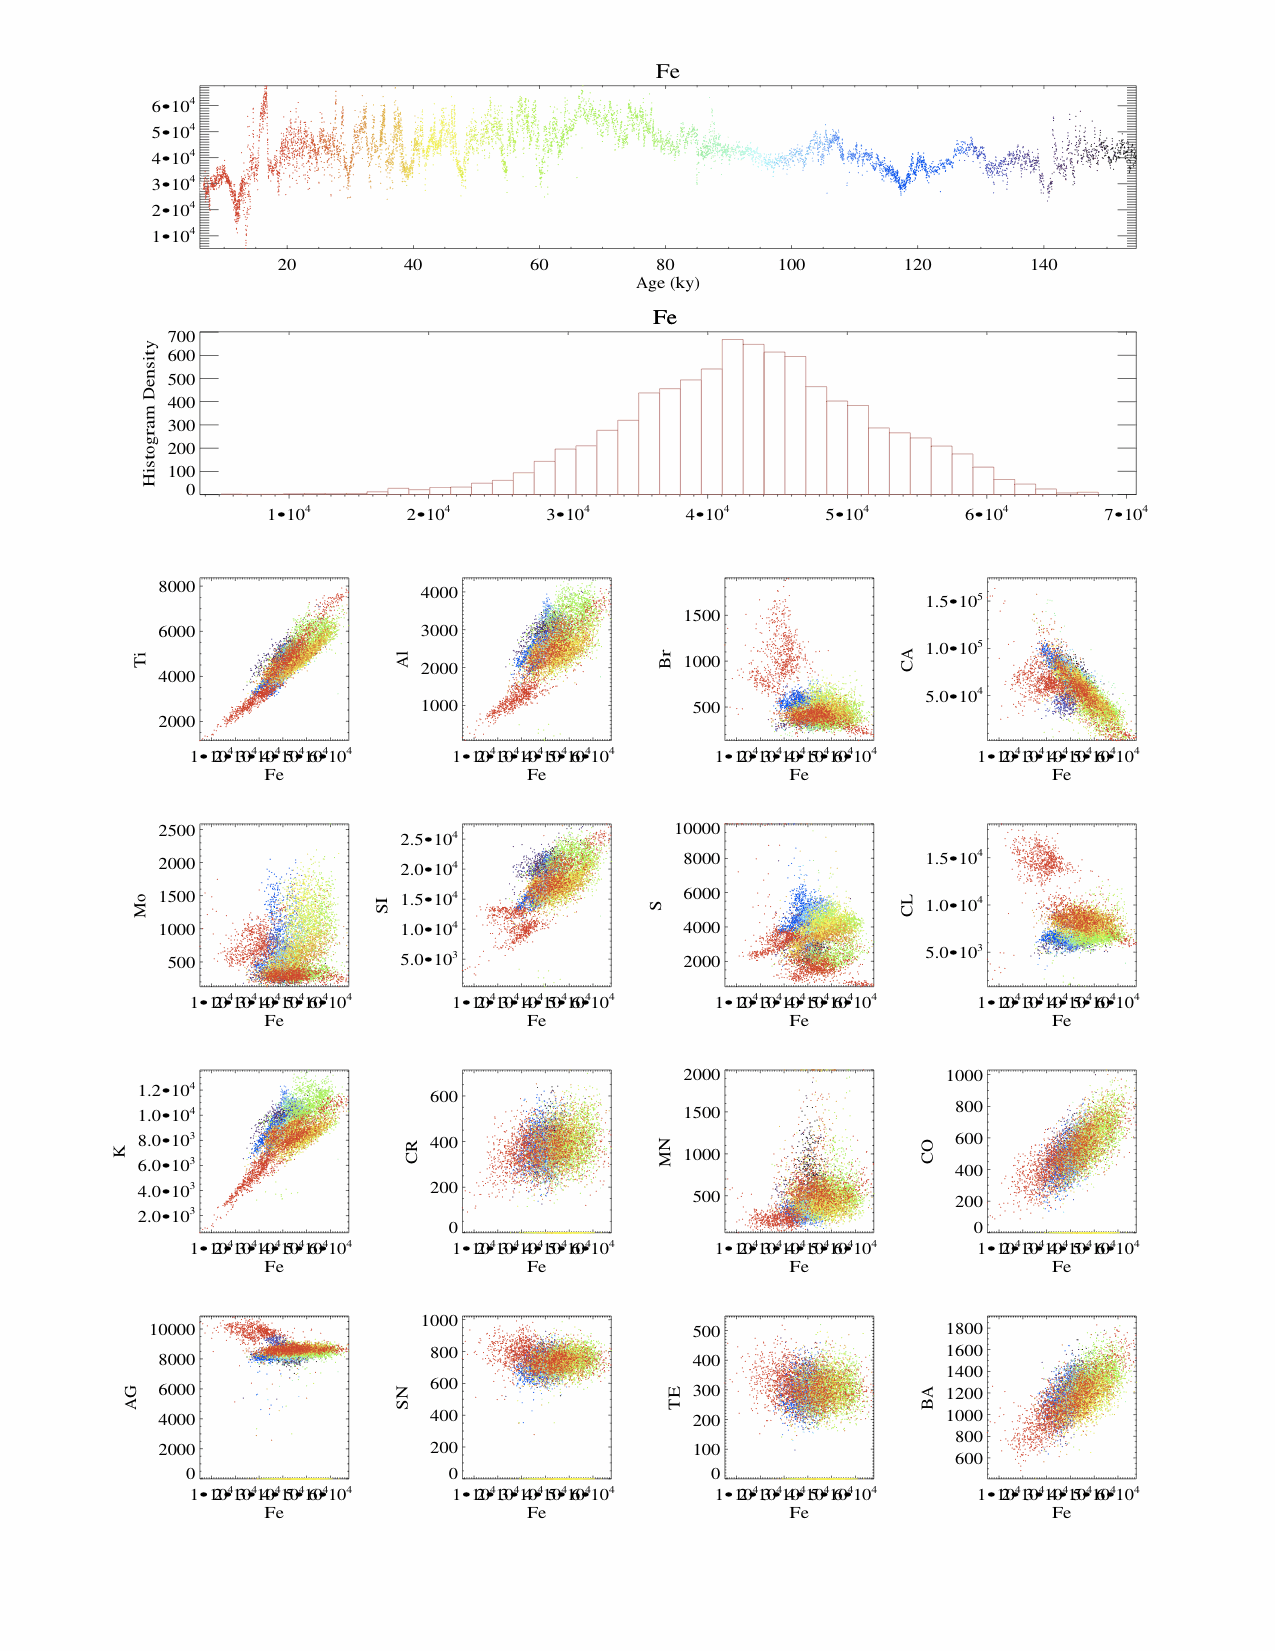 Fe
6•10⁴
5•10⁴
4•10⁴
3•10⁴
2•10⁴
1•10⁴
20 40 60 80 100 120 140
Age (ky)
Fe
Histogram Density
700
600
500
400
300
200
100
0
1•10⁴ 2•10⁴ 3•10⁴ 4•10⁴ 5•10⁴ 6•10⁴ 7•10⁴
Ti
8000
6000
4000
2000
Fe
Al
4000
3000
2000
1000
Fe
Br
1500
1000
500
Fe
CA
1.5•10⁵
1.0•10⁵
5.0•10⁴
Fe
Mo
2500
2000
1500
1000
500
Fe
SI
2.5•10⁴
2.0•10⁴
1.5•10⁴
1.0•10⁴
5.0•10³
Fe
S
10000
8000
6000
4000
2000
Fe
CL
1.5•10⁴
1.0•10⁴
5.0•10³
Fe
K
1.2•10⁴
1.0•10⁴
8.0•10³
6.0•10³
4.0•10³
2.0•10³
Fe
CR
600
400
200
0
Fe
MN
2000
1500
1000
500
Fe
CO
1000
800
600
400
200
0
Fe
AG
10000
8000
6000
4000
2000
0
Fe
SN
1000
800
600
400
200
0
Fe
TE
500
400
300
200
100
0
Fe
BA
1800
1600
1400
1200
1000
800
600
Fe